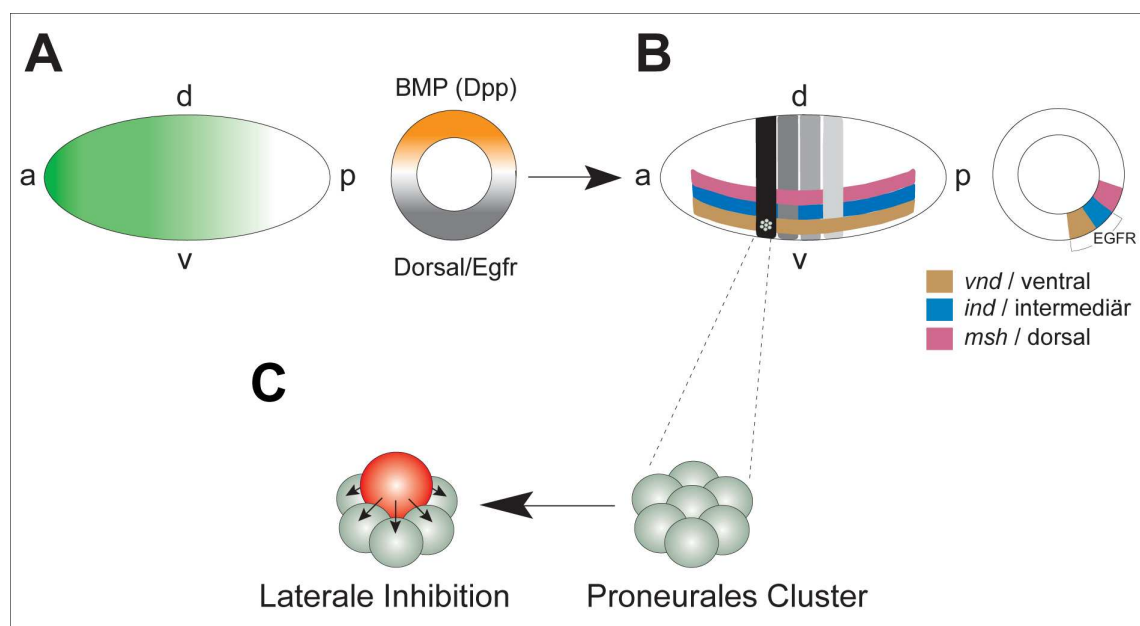 A
d
a
p
v
BMP (Dpp)
Dorsal/Egfr
B
d
a
p
v
EGFR
vnd / ventral
ind / intermediär
msh / dorsal
C
Laterale Inhibition
Proneurales Cluster